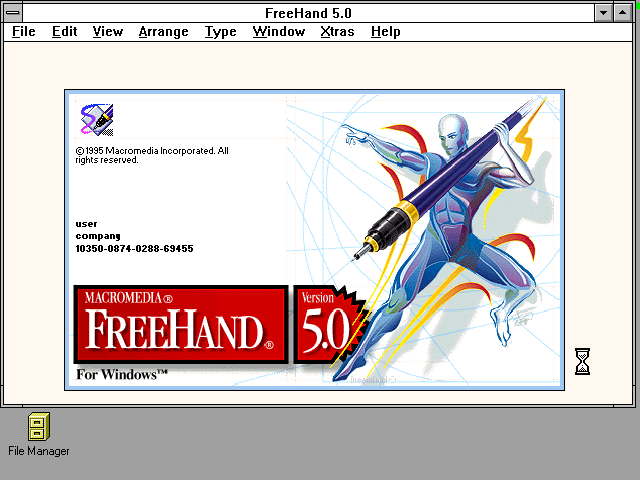 FreeHand 5.0
File Edit View Arrange Type Window Xtras Help
©1995 Macromedia Incorporated. All
rights reserved.
user
company
10350-0874-0288-69455
MACROMEDIA®
FREEHAND®
Version
5.0
For Windows™
File Manager